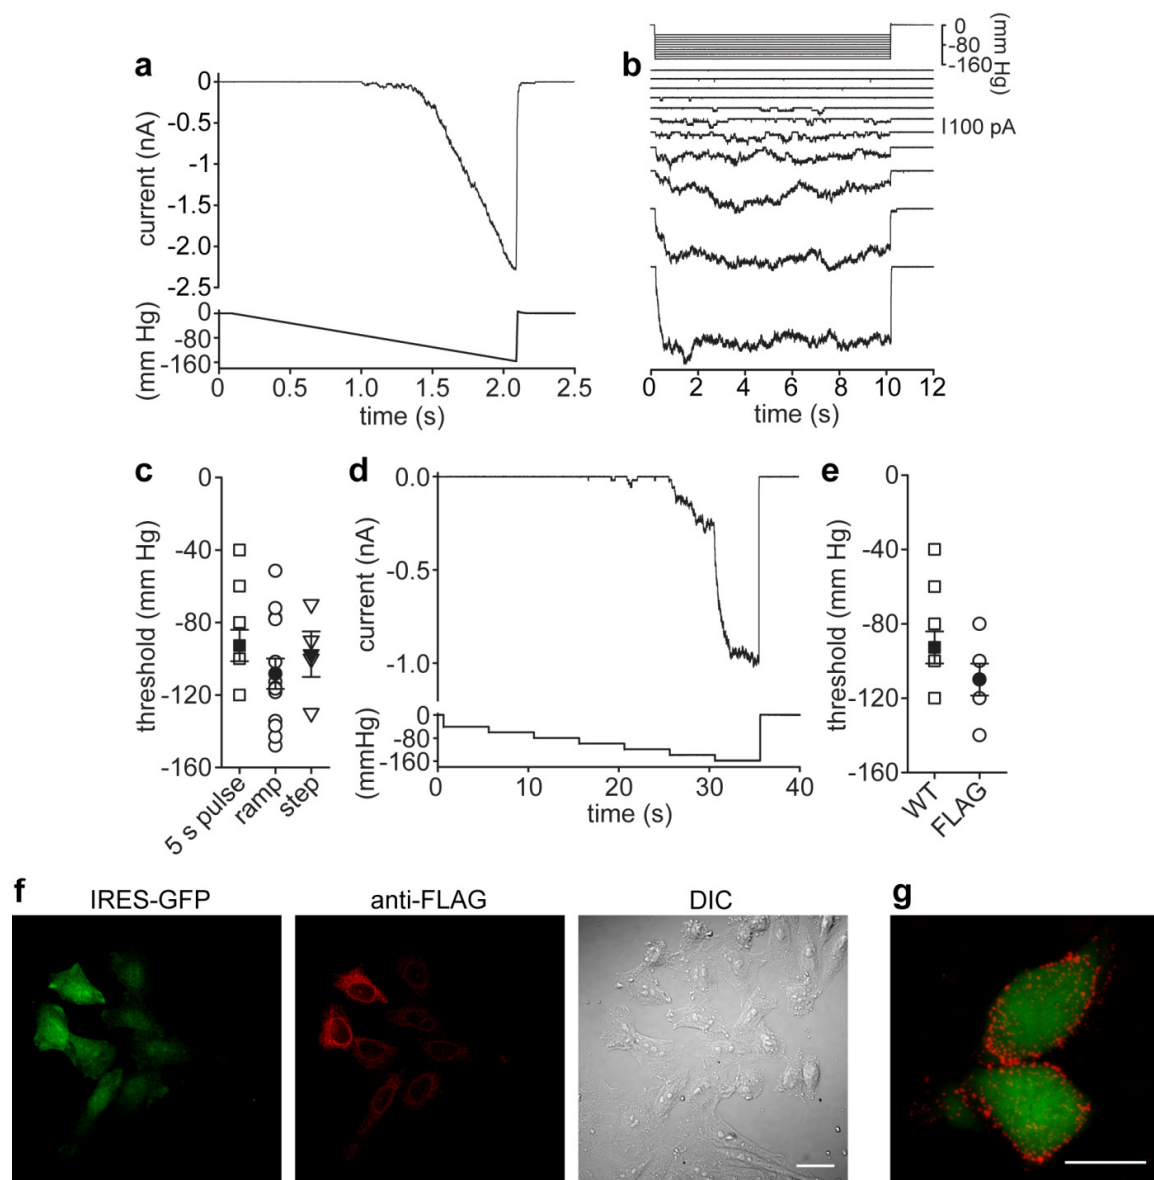 a
0
-0.5
-1
-1.5
-2.0
-2.5
current (nA)
0
-80
-160
(mm Hg)
0 0.5 1.0 1.5 2.0 2.5
time (s)
b
0
-80
-160
(mm Hg)
100 pA
0 2 4 6 8 10 12
time (s)
c
0
-40
-80
-120
-160
threshold (mm Hg)
5 s pulse
ramp
step
d
0.0
-0.5
-1.0
current (nA)
0
-80
-160
(mmHg)
0 10 20 30 40
time (s)
e
0
-40
-80
-120
-160
threshold (mm Hg)
WT
FLAG
f
IRES-GFP anti-FLAG DIC
g